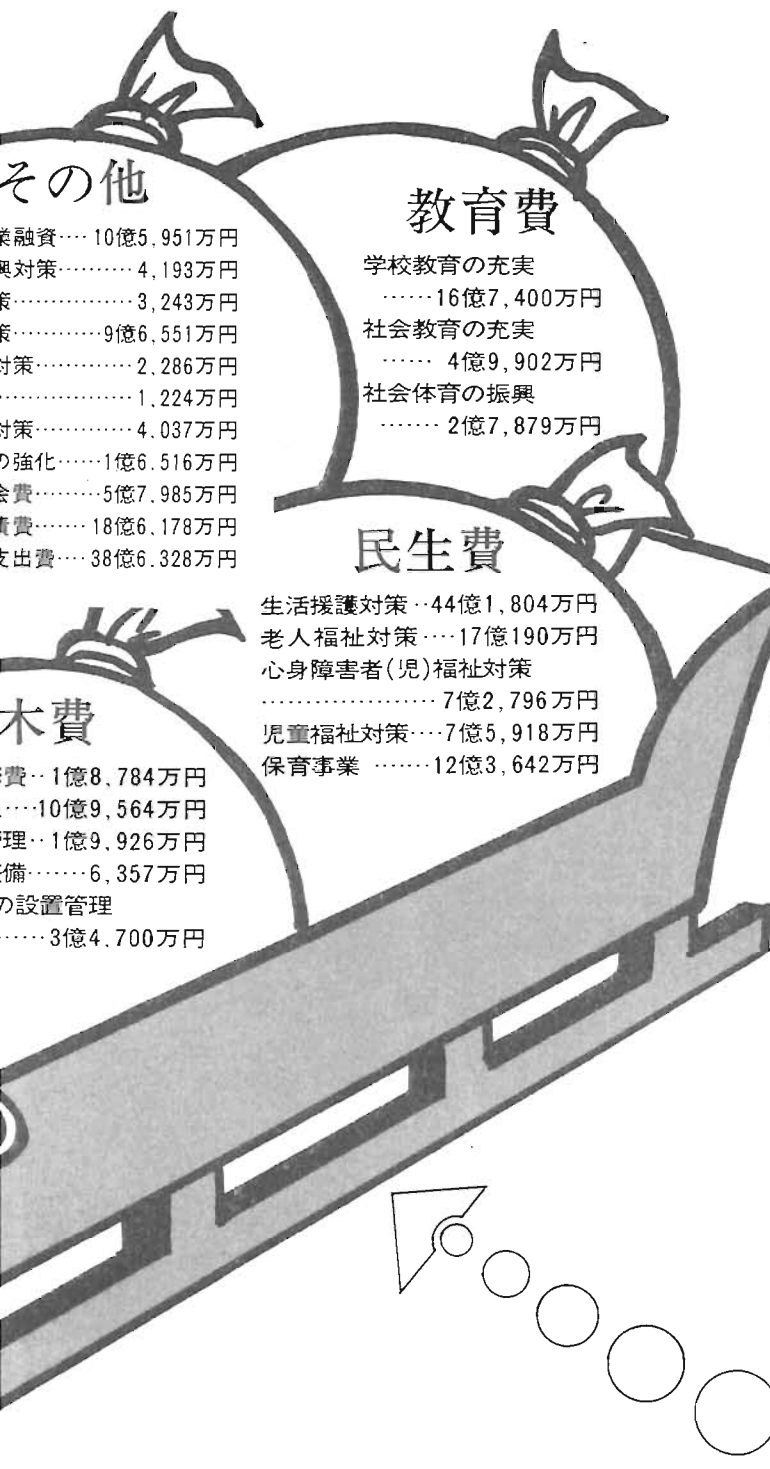 その他
業融資‥‥10億5,951万円
興対策‥‥‥‥‥4,193万円
策‥‥‥‥‥‥‥3,243万円
策‥‥‥‥‥9億6,551万円
対策‥‥‥‥‥‥2,286万円
‥‥‥‥‥‥‥‥1,224万円
対策‥‥‥‥‥‥4.037万円
の強化‥‥‥1億6.516万円
会費‥‥‥‥5億7,985万円
費‥‥‥18億6,178万円
支出費‥‥38億6.328万円
教育費
学校教育の充実
‥‥‥16億7,400万円
社会教育の充実
‥‥‥ 4億9,902万円
社会体育の振興
‥‥‥‥ 2億7,879万円
民生費
生活援護対策‥44億1,804万円
老人福祉対策‥‥17億190万円
心身障害者(児)福祉対策
‥‥‥‥‥‥‥‥‥7億2,796万円
児童福祉対策‥‥7億5,918万円
保育事業 ‥‥‥‥12億3,642万円
木費
費‥1億8,784万円
‥‥10億9,564万円
管理‥1億9,926万円
備‥‥‥‥6,357万円
の設置管理
‥‥‥3億4.700万円